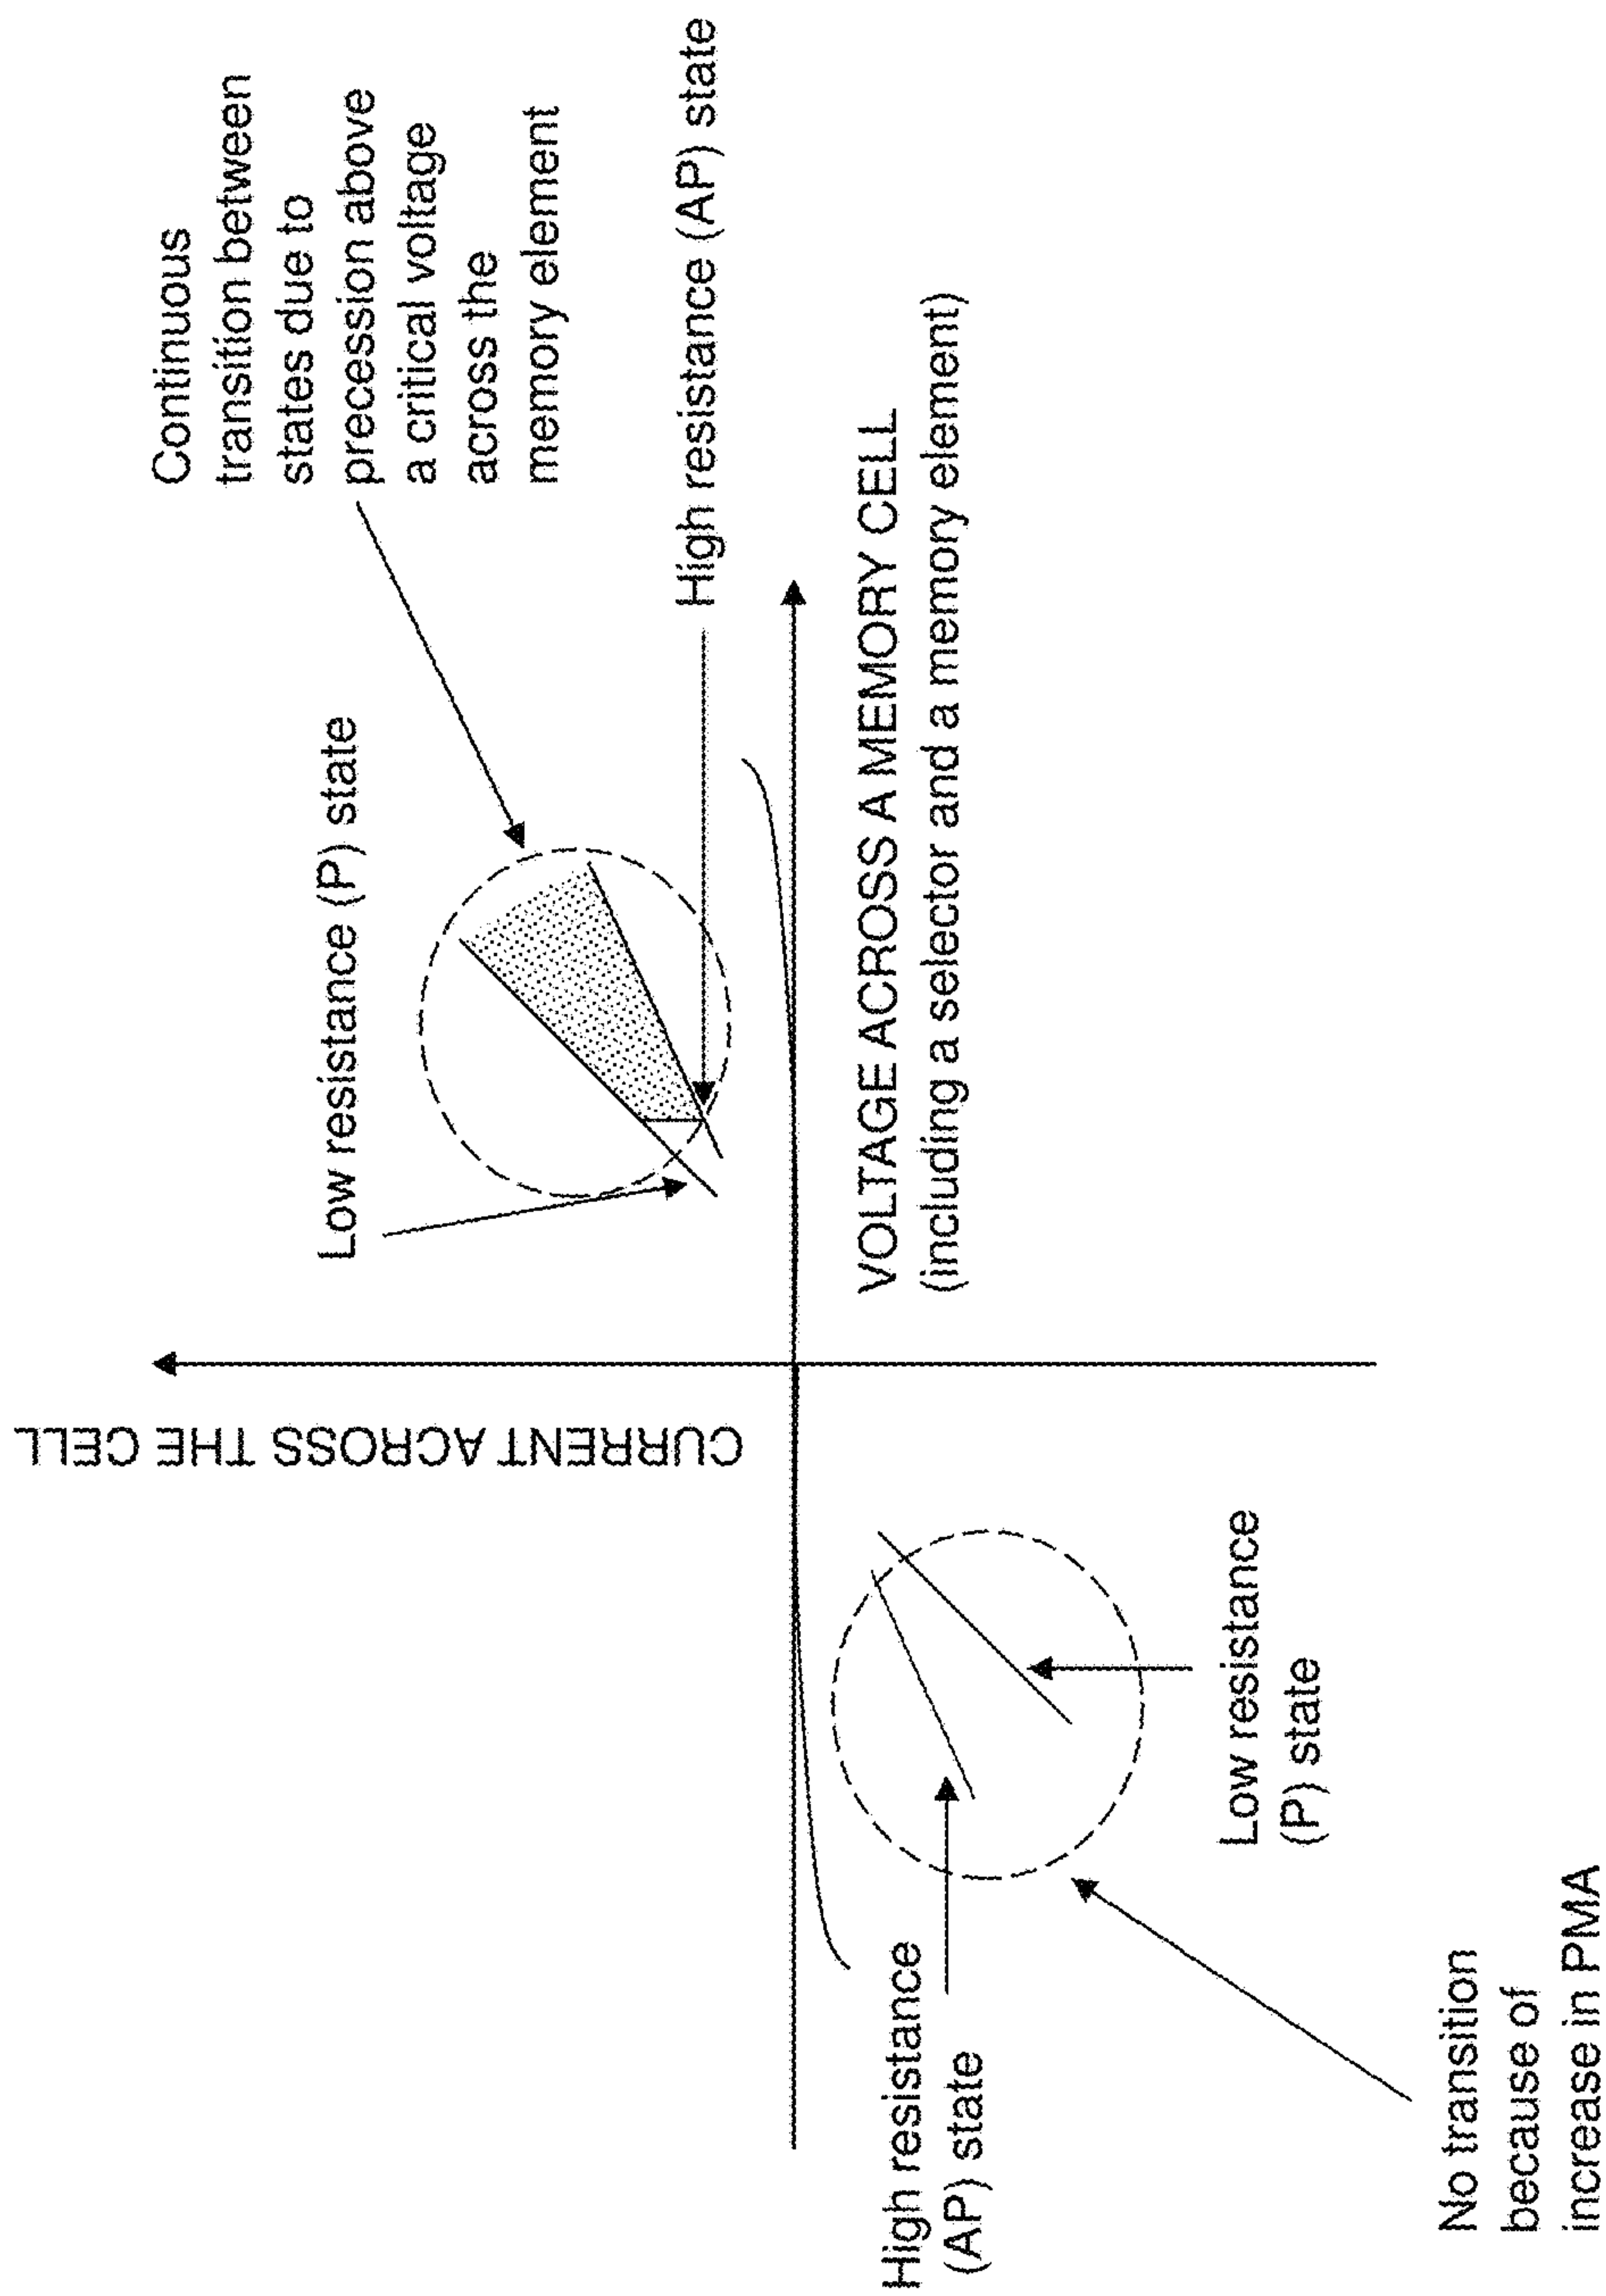 CURRENT ACROSS THE CELL
Low resistance (P) state
Continuous
transition between
states due to
precession above
a critical voltage
across the
memory element
High resistance (AP) state
VOLTAGE ACROSS A MEMORY CELL
(including a selector and a memory element)
High resistance
(AP) state
Low resistance
(P) state
No transition
because of
increase in PMA